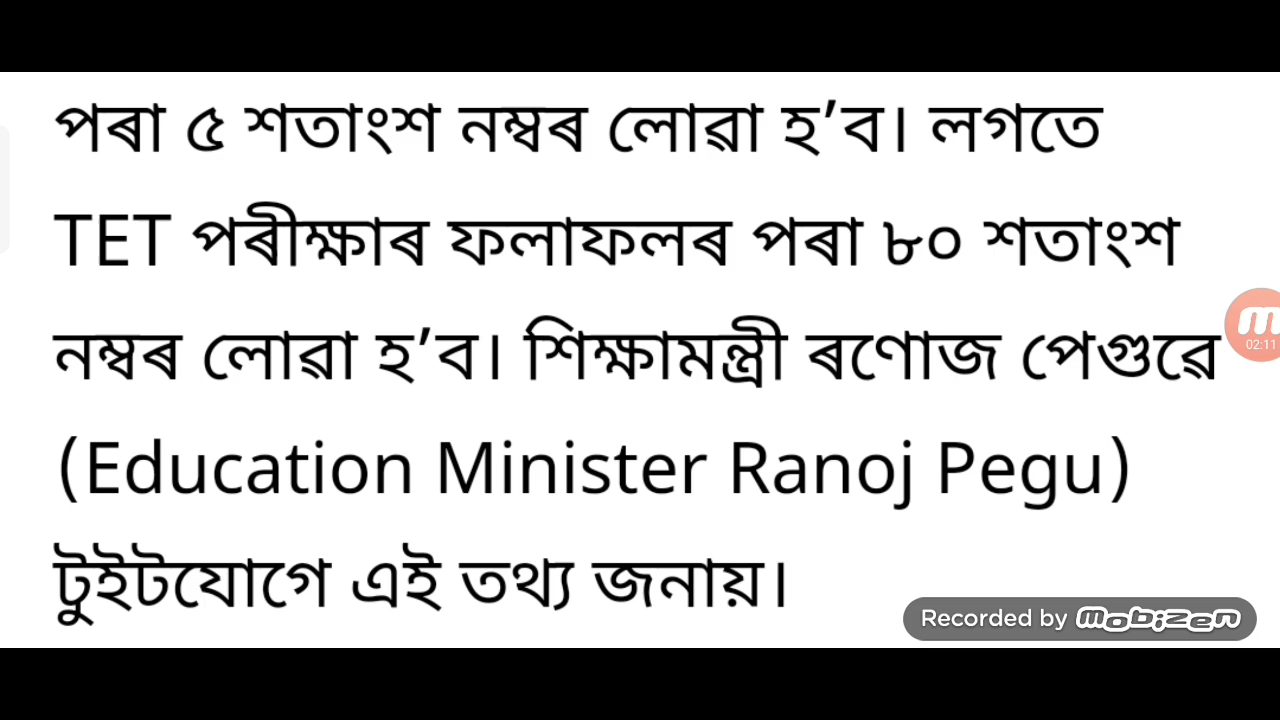 পৰা ৫ শতাংশ নম্বৰ লোৱা হ’ব। লগতে
TET পৰীক্ষাৰ ফলাফলৰ পৰা ৮০ শতাংশ
নম্বৰ লোৱা হ’ব। শিক্ষামন্ত্ৰী ৰণোজ পেগুৱে
(Education Minister Ranoj Pegu)
টুইটযোগে এই তথ্য জনায়।
02:11
Recorded by mobizen